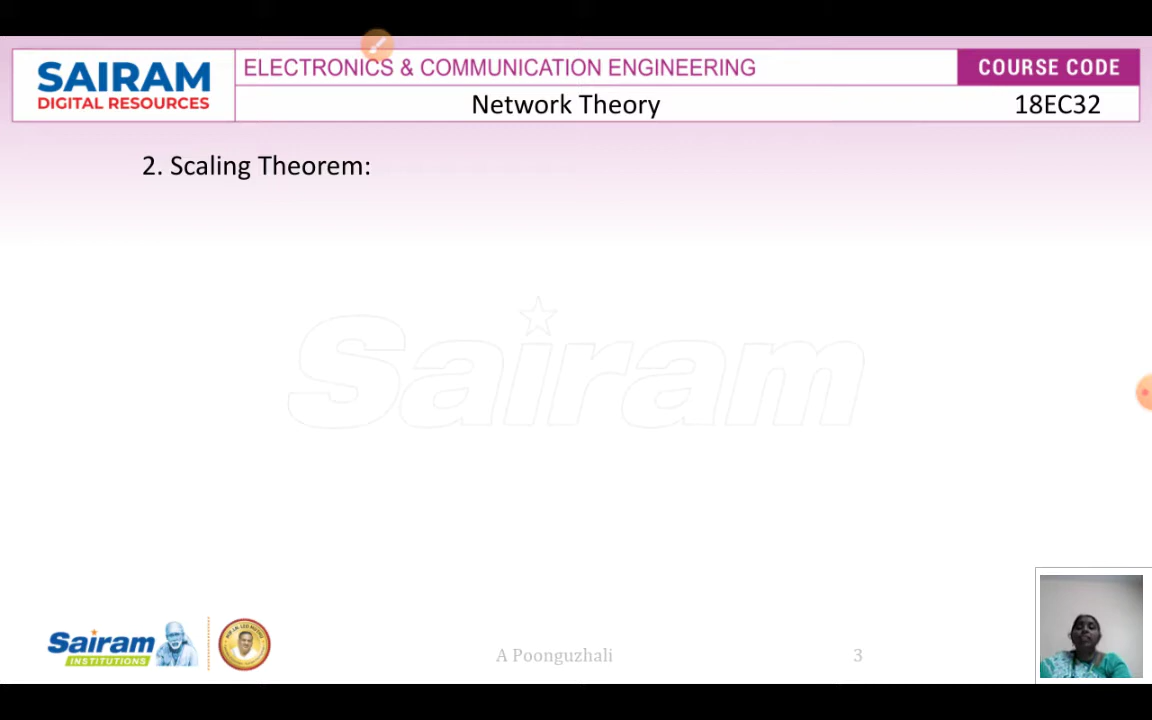 SAIRAM
DIGITAL RESOURCES
ELECTRONICS & COMMUNICATION ENGINEERING
COURSE CODE
Network Theory
18EC32
2. Scaling Theorem:
Sairam
Sairam
INSTITUTIONS
A Poonguzhali
3